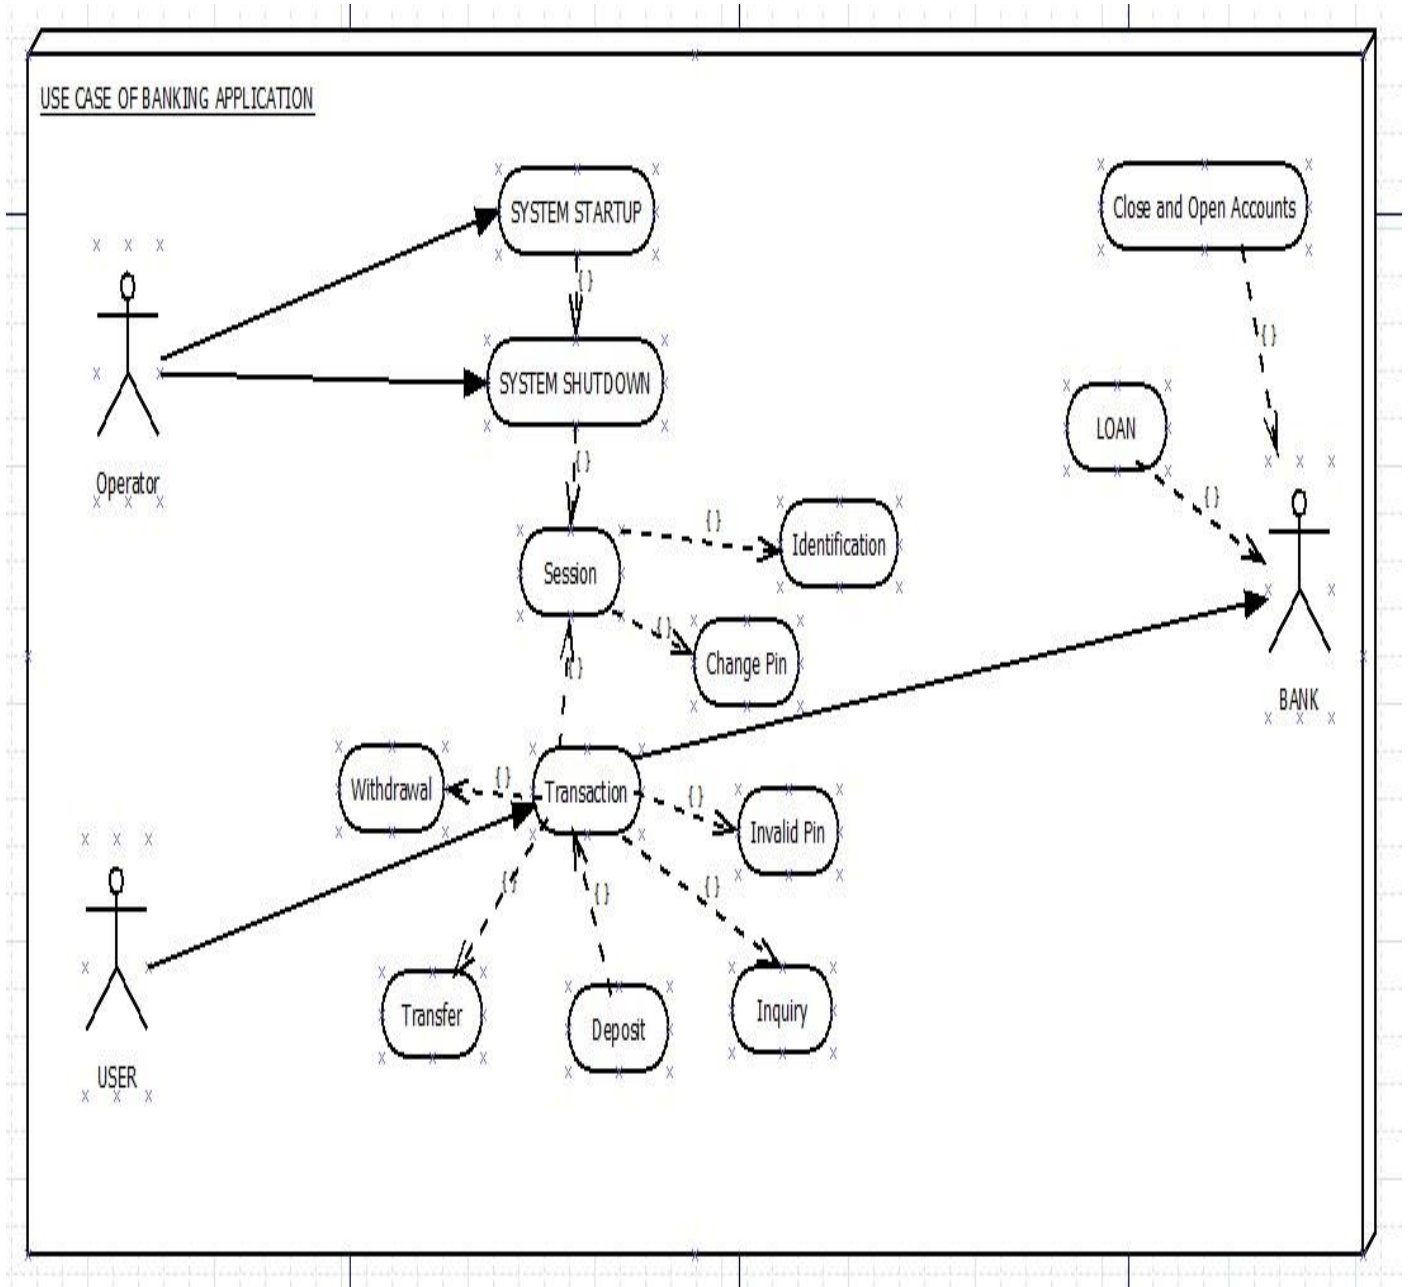 USE CASE OF BANKING APPLICATION
SYSTEM STARTUP
Close and Open Accounts
{ }
{ }
SYSTEM SHUTDOWN
LOAN
{ }
Operator
{ }
{ }
Identification
Session
{ }
Change Pin
{ }
BANK
Withdrawal
{ }
Transaction
{ }
Invalid Pin
{ }
{ }
{ }
Transfer
Deposit
Inquiry
USER